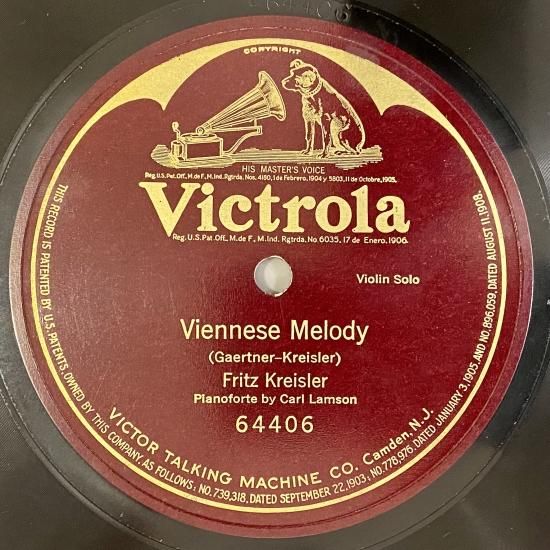 64406
COPYRIGHT
HIS MASTER'S VOICE
Reg. U.S. Pat. Off., M. de F., M. Ind. Rgtrda. Nos. 4150, 1 de Febrero, 1904 y 5803, 11 de Octobre, 1905.
Victrola
Reg. U.S. Pat. Off., M. de F., M. Ind. Rgtrda. No. 6035, 17 de Enero, 1906.
Violin Solo
Viennese Melody
(Gaertner-Kreisler)
Fritz Kreisler
Pianoforte by Carl Lamson
64406
VICTOR TALKING MACHINE CO. Camden, N.J.
THIS RECORD IS PATENTED BY U.S. PATENTS, OWNED BY THIS COMPANY, AS FOLLOWS; NO. 739,318, DATED SEPTEMBER 22, 1903; NO. 778,976, DATED JANUARY 3, 1905, AND NO. 896,059, DATED AUGUST 11, 1908.